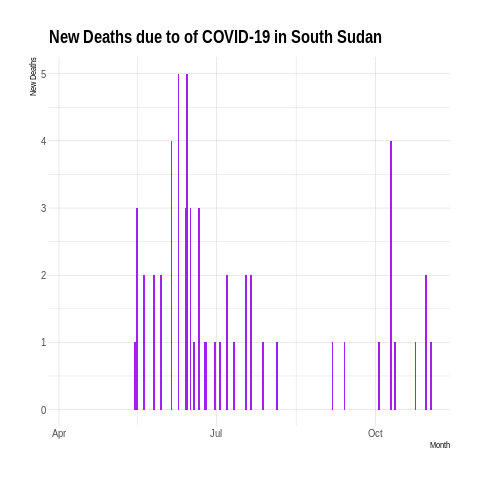 New Deaths due to of COVID-19 in South Sudan
New Deaths
5
4
3
2
1
0
Apr
Jul
Oct
Month